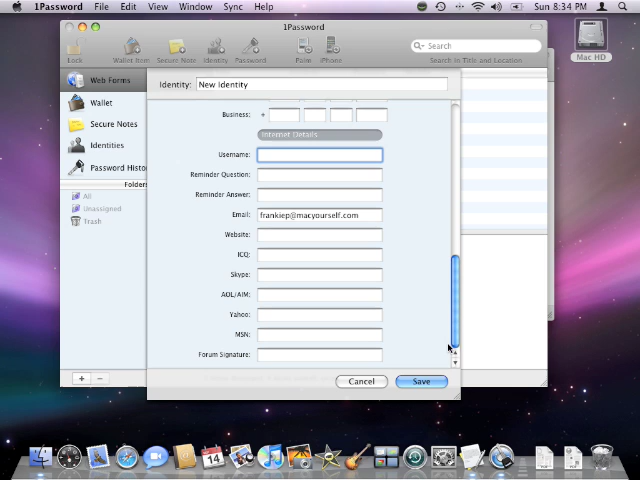 1Password File Edit View Window Sync Help Sun 8:34 PM
1Password
Lock Wallet Item Secure Note Identity Password Palm iPhone Search
Search in Title and Location
Mac HD
Web Forms
Wallet
Secure Notes
Identities
Password Histo
Folders
All
Unassigned
Trash
Identity: New Identity
Business: +
Internet Details
Username:
Reminder Question:
Reminder Answer:
Email: frankiep@macyourself.com
Website:
ICQ:
Skype:
AOL/AIM:
Yahoo:
MSN:
Forum Signature:
Cancel Save
14